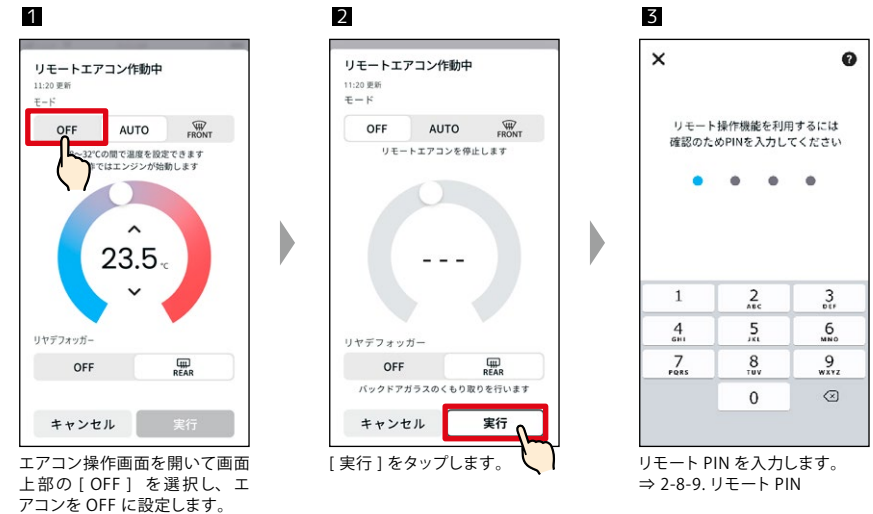 1
リモートエアコン作動中
11:20 更新
モード
OFF
AUTO
FRONT
~32℃の間で温度を設定できます
ではエンジンが始動します
23.5℃
リヤデフォッガー
OFF
REAR
キャンセル
実行
エアコン操作画面を開いて画面
上部の [ OFF ] を選択し、エ
アコンを OFF に設定します。
2
リモートエアコン作動中
11:20 更新
モード
OFF
AUTO
FRONT
リモートエアコンを停止します
---
リヤデフォッガー
OFF
REAR
バックドアガラスのくもり取りを行います
キャンセル
実行
[ 実行 ] をタップします。
3
×
?
リモート操作機能を利用するには
確認のためPINを入力してください
1
2
ABC
3
DEF
4
GHI
5
JKL
6
MNO
7
PQRS
8
TUV
9
WXYZ
0
リモート PIN を入力します。
⇒ 2-8-9. リモート PIN